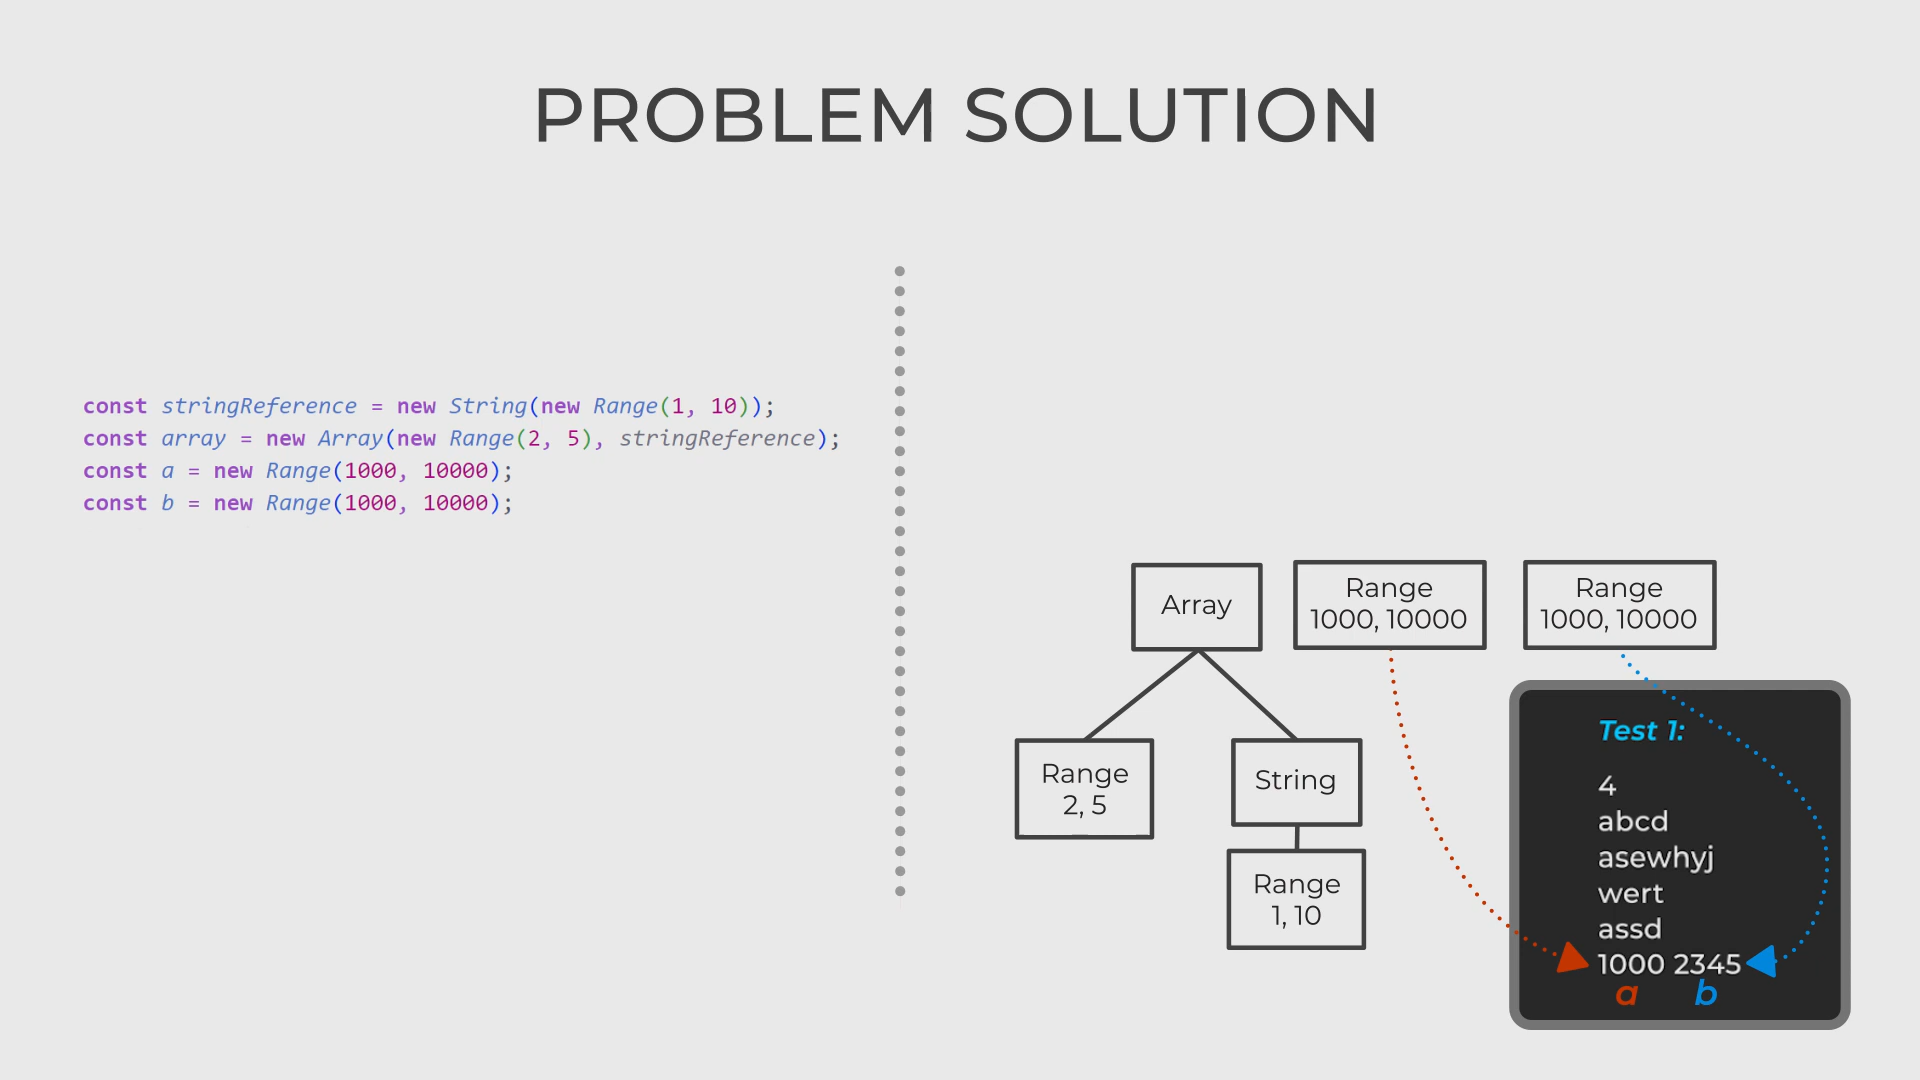 PROBLEM SOLUTION
const stringReference = new String(new Range(1, 10));
const array = new Array(new Range(2, 5), stringReference);
const a = new Range(1000, 10000);
const b = new Range(1000, 10000);
Array
Range
1000, 10000
Range
1000, 10000
Range
2, 5
String
Range
1, 10
Test 1:
4
abcd
asewhyj
wert
assd
1000 2345
a b